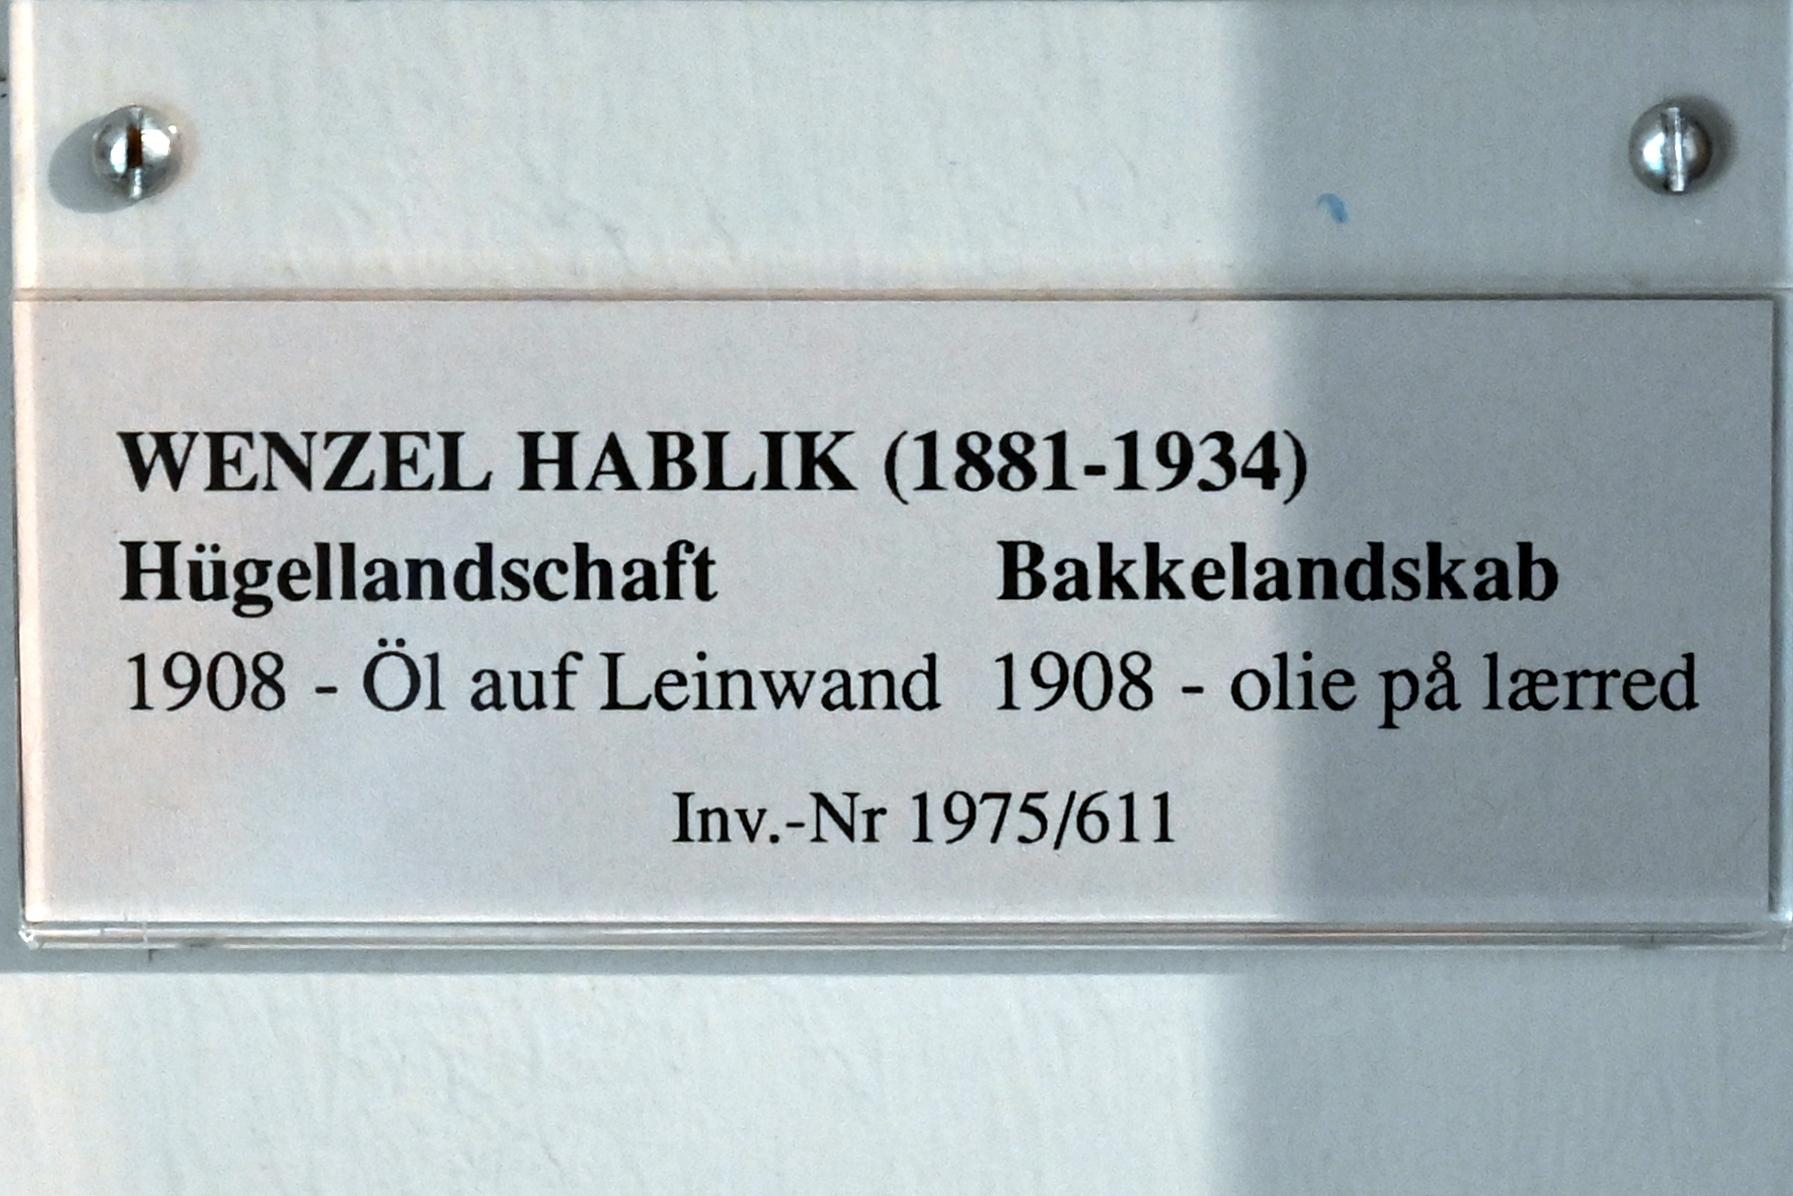 WENZEL HABLIK (1881-1934)
Hügellandschaft Bakkelandskab
1908 - Öl auf Leinwand 1908 - olie på lærred
Inv.-Nr 1975/611